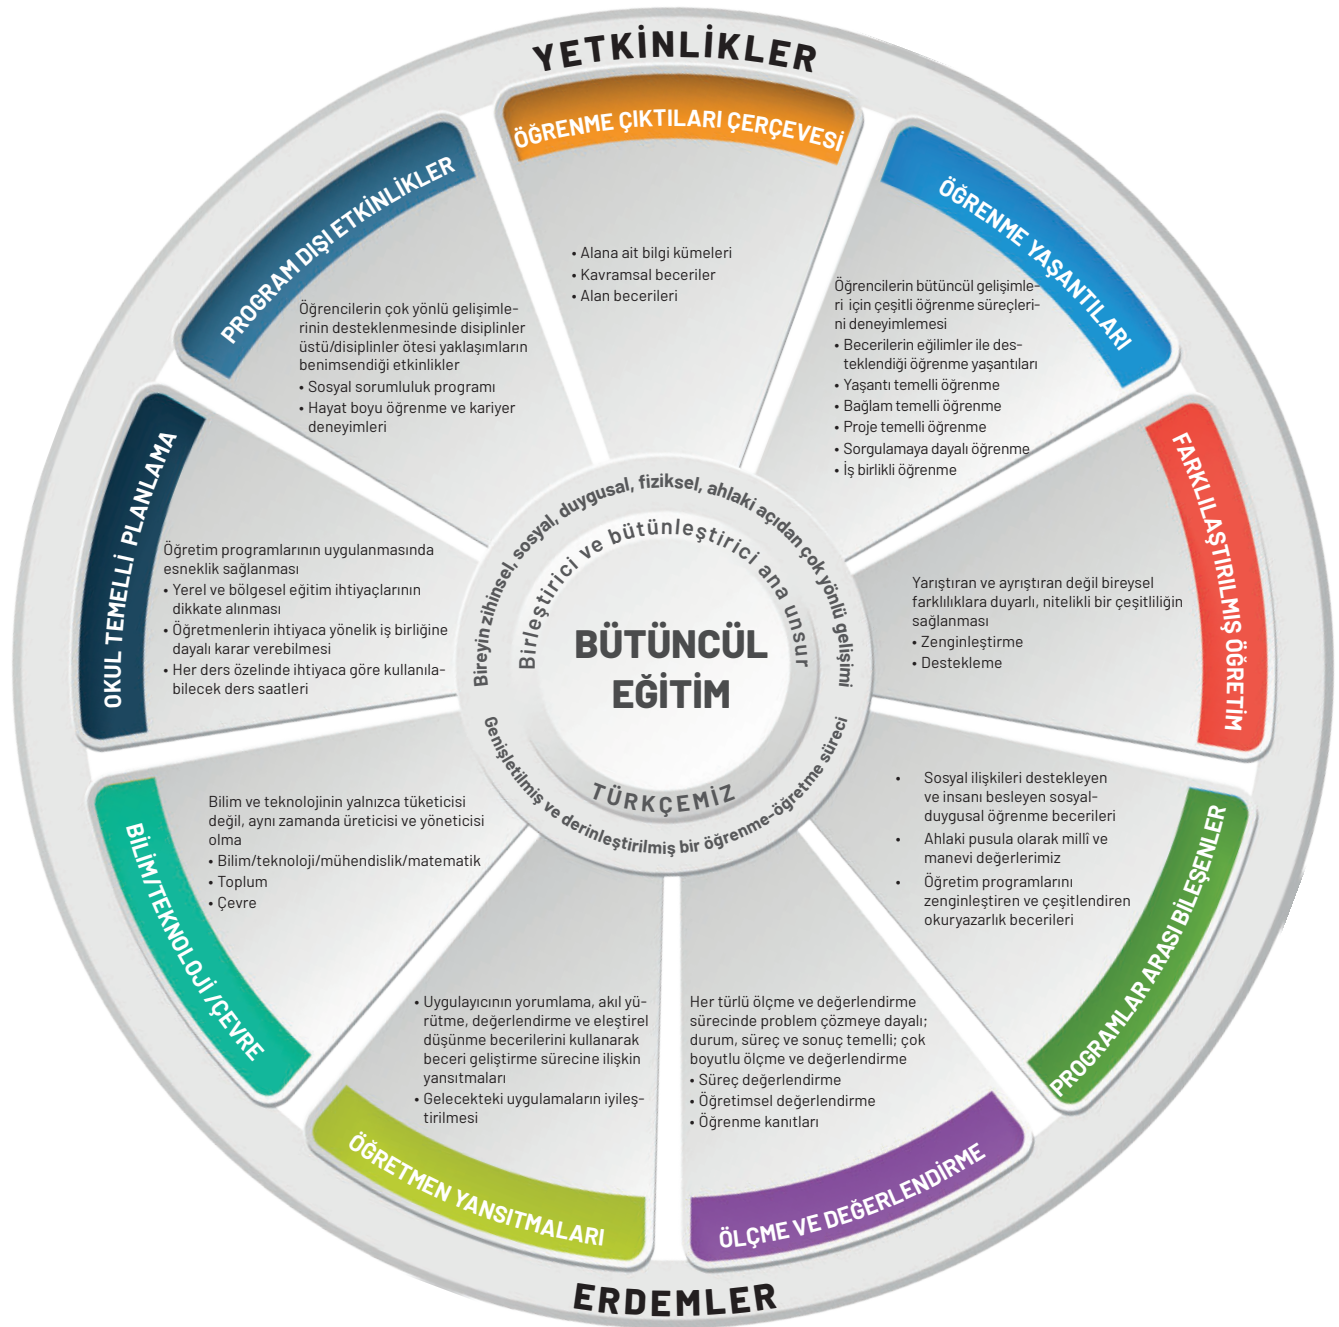 YETKİNLİKLER
ÖĞRENME ÇIKTILARI ÇERÇEVESİ
• Alana ait bilgi kümeleri
• Kavramsal beceriler
• Alan becerileri
ÖĞRENME YAŞANTILARI
Öğrencilerin bütüncül gelişimle-
ri için çeşitli öğrenme süreçleri-
ni deneyimlemesi
• Becerilerin eğilimler ile des-
teklendiği öğrenme yaşantıları
• Yaşantı temelli öğrenme
• Bağlam temelli öğrenme
• Proje temelli öğrenme
• Sorgulamaya dayalı öğrenme
• İş birlikli öğrenme
FARKLILAŞTIRILMIŞ ÖĞRETİM
Yarıştıran ve ayrıştıran değil bireysel
farklılıklara duyarlı, nitelikli bir çeşitliliğin
sağlanması
• Zenginleştirme
• Destekleme
PROGRAMLAR ARASI BİLEŞENLER
• Sosyal ilişkileri destekleyen
ve insanı besleyen sosyal-
duygusal öğrenme becerileri
• Ahlaki pusula olarak millî ve
manevi değerlerimiz
• Öğretim programlarını
zenginleştiren ve çeşitlendiren
okuryazarlık becerileri
ÖLÇME VE DEĞERLENDİRME
Her türlü ölçme ve değerlendirme
sürecinde problem çözmeye dayalı;
durum, süreç ve sonuç temelli; çok
boyutlu ölçme ve değerlendirme
• Süreç değerlendirme
• Öğretimsel değerlendirme
• Öğrenme kanıtları
ÖĞRETMEN YANSITMALARI
• Uygulayıcının yorumlama, akıl yü-
rütme, değerlendirme ve eleştirel
düşünme becerilerini kullanarak
beceri geliştirme sürecine ilişkin
yansıtmaları
• Gelecekteki uygulamaların iyileş-
tirilmesi
BİLİM/TEKNOLOJİ /ÇEVRE
Bilim ve teknolojinin yalnızca tüketicisi
değil, aynı zamanda üreticisi ve yöneticisi
olma
• Bilim/teknoloji/mühendislik/matematik
• Toplum
• Çevre
OKUL TEMELLİ PLANLAMA
Öğretim programlarının uygulanmasında
esneklik sağlanması
• Yerel ve bölgesel eğitim ihtiyaçlarının
dikkate alınması
• Öğretmenlerin ihtiyaca yönelik iş birliğine
dayalı karar verebilmesi
• Her ders özelinde ihtiyaca göre kullanıla-
bilecek ders saatleri
PROGRAM DIŞI ETKİNLİKLER
Öğrencilerin çok yönlü gelişimle-
rinin desteklenmesinde disiplinler
üstü/disiplinler ötesi yaklaşımların
benimsendiği etkinlikler
• Sosyal sorumluluk programı
• Hayat boyu öğrenme ve kariyer
deneyimleri
Bireyin zihinsel, sosyal, duygusal, fiziksel, ahlaki açıdan çok yönlü gelişimi
Birleştirici ve bütünleştirici ana unsur
BÜTÜNCÜL
EĞİTİM
TÜRKÇEMİZ
Genişletilmiş ve derinleştirilmiş bir öğrenme-öğretme süreci
ERDEMLER